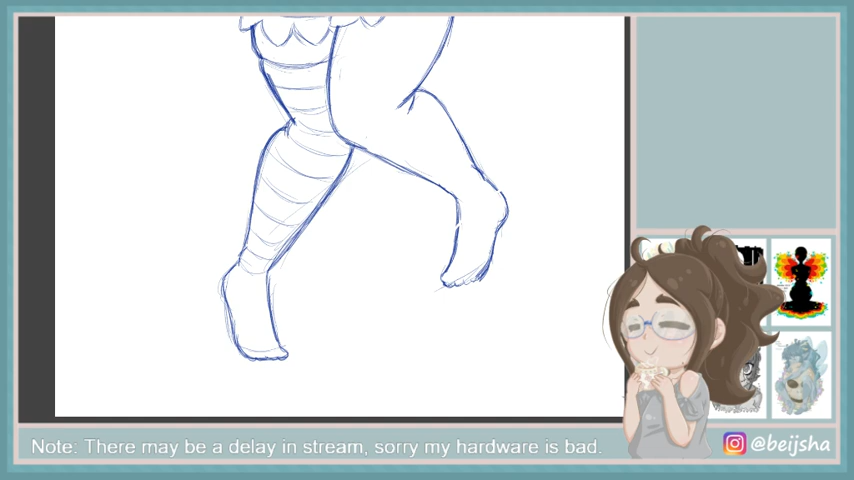 Note: There may be a delay in stream, sorry my hardware is bad.
@beijsha